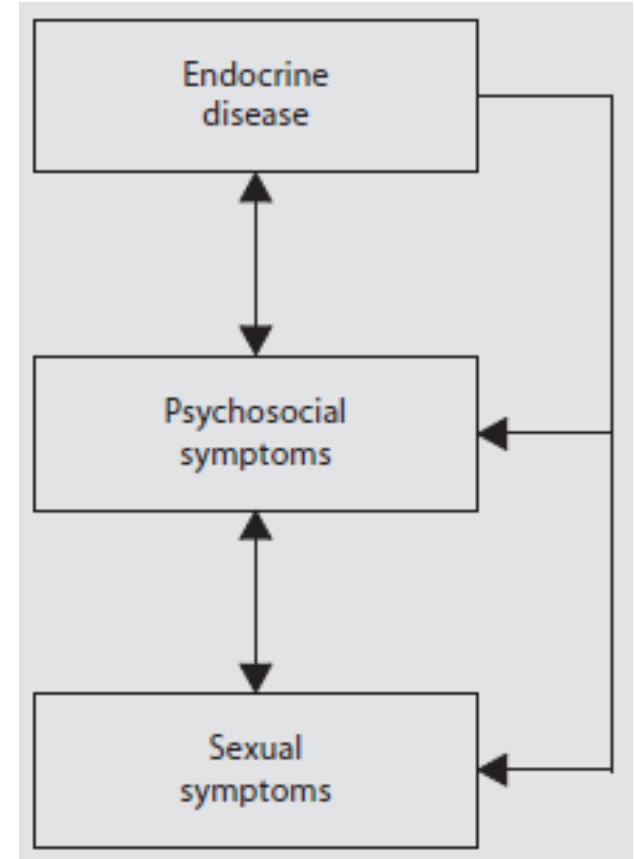 Endocrine
disease
Psychosocial
symptoms
Sexual
symptoms